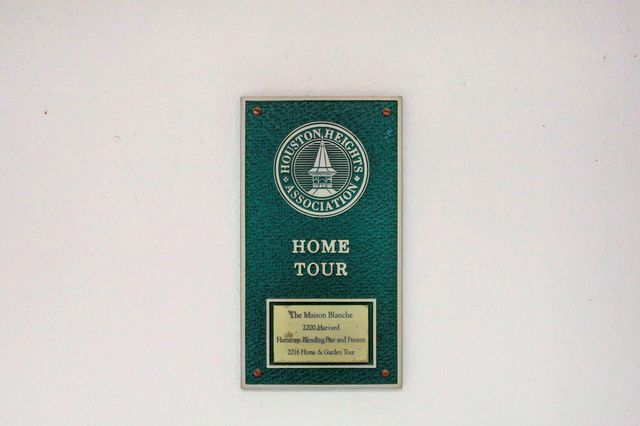 HOUSTON HEIGHTS
ASSOCIATION
HOME
TOUR
The Maison Blanche
2200 Harvard
Harmony: Blending Past and Present
2016 Home & Garden Tour